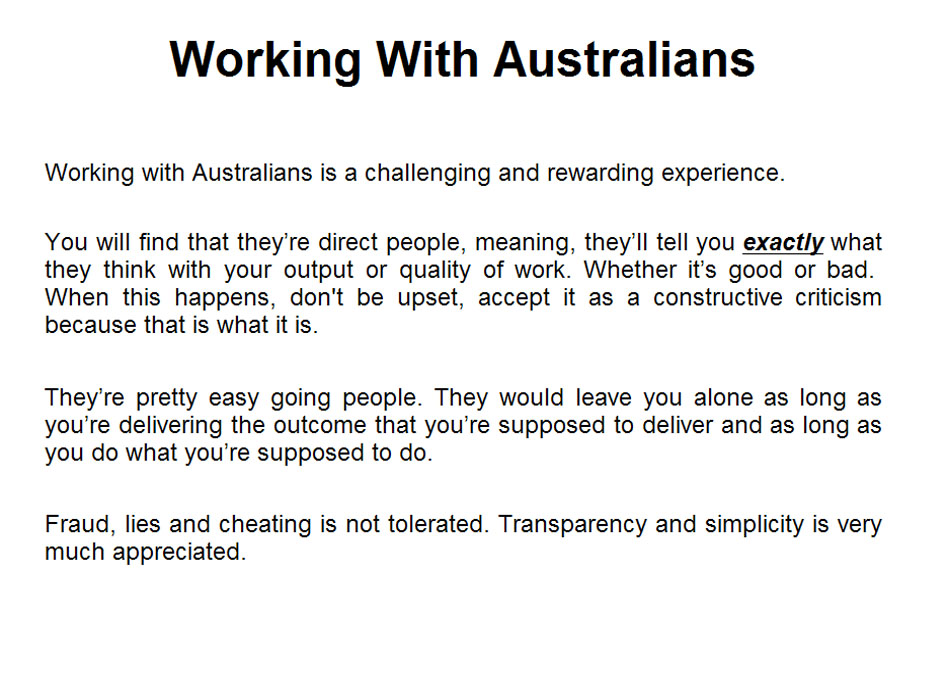 Working With Australians
Working with Australians is a challenging and rewarding experience.
You will find that they’re direct people, meaning, they’ll tell you exactly what
they think with your output or quality of work. Whether it’s good or bad.
When this happens, don't be upset, accept it as a constructive criticism
because that is what it is.
They’re pretty easy going people. They would leave you alone as long as
you’re delivering the outcome that you’re supposed to deliver and as long as
you do what you’re supposed to do.
Fraud, lies and cheating is not tolerated. Transparency and simplicity is very
much appreciated.